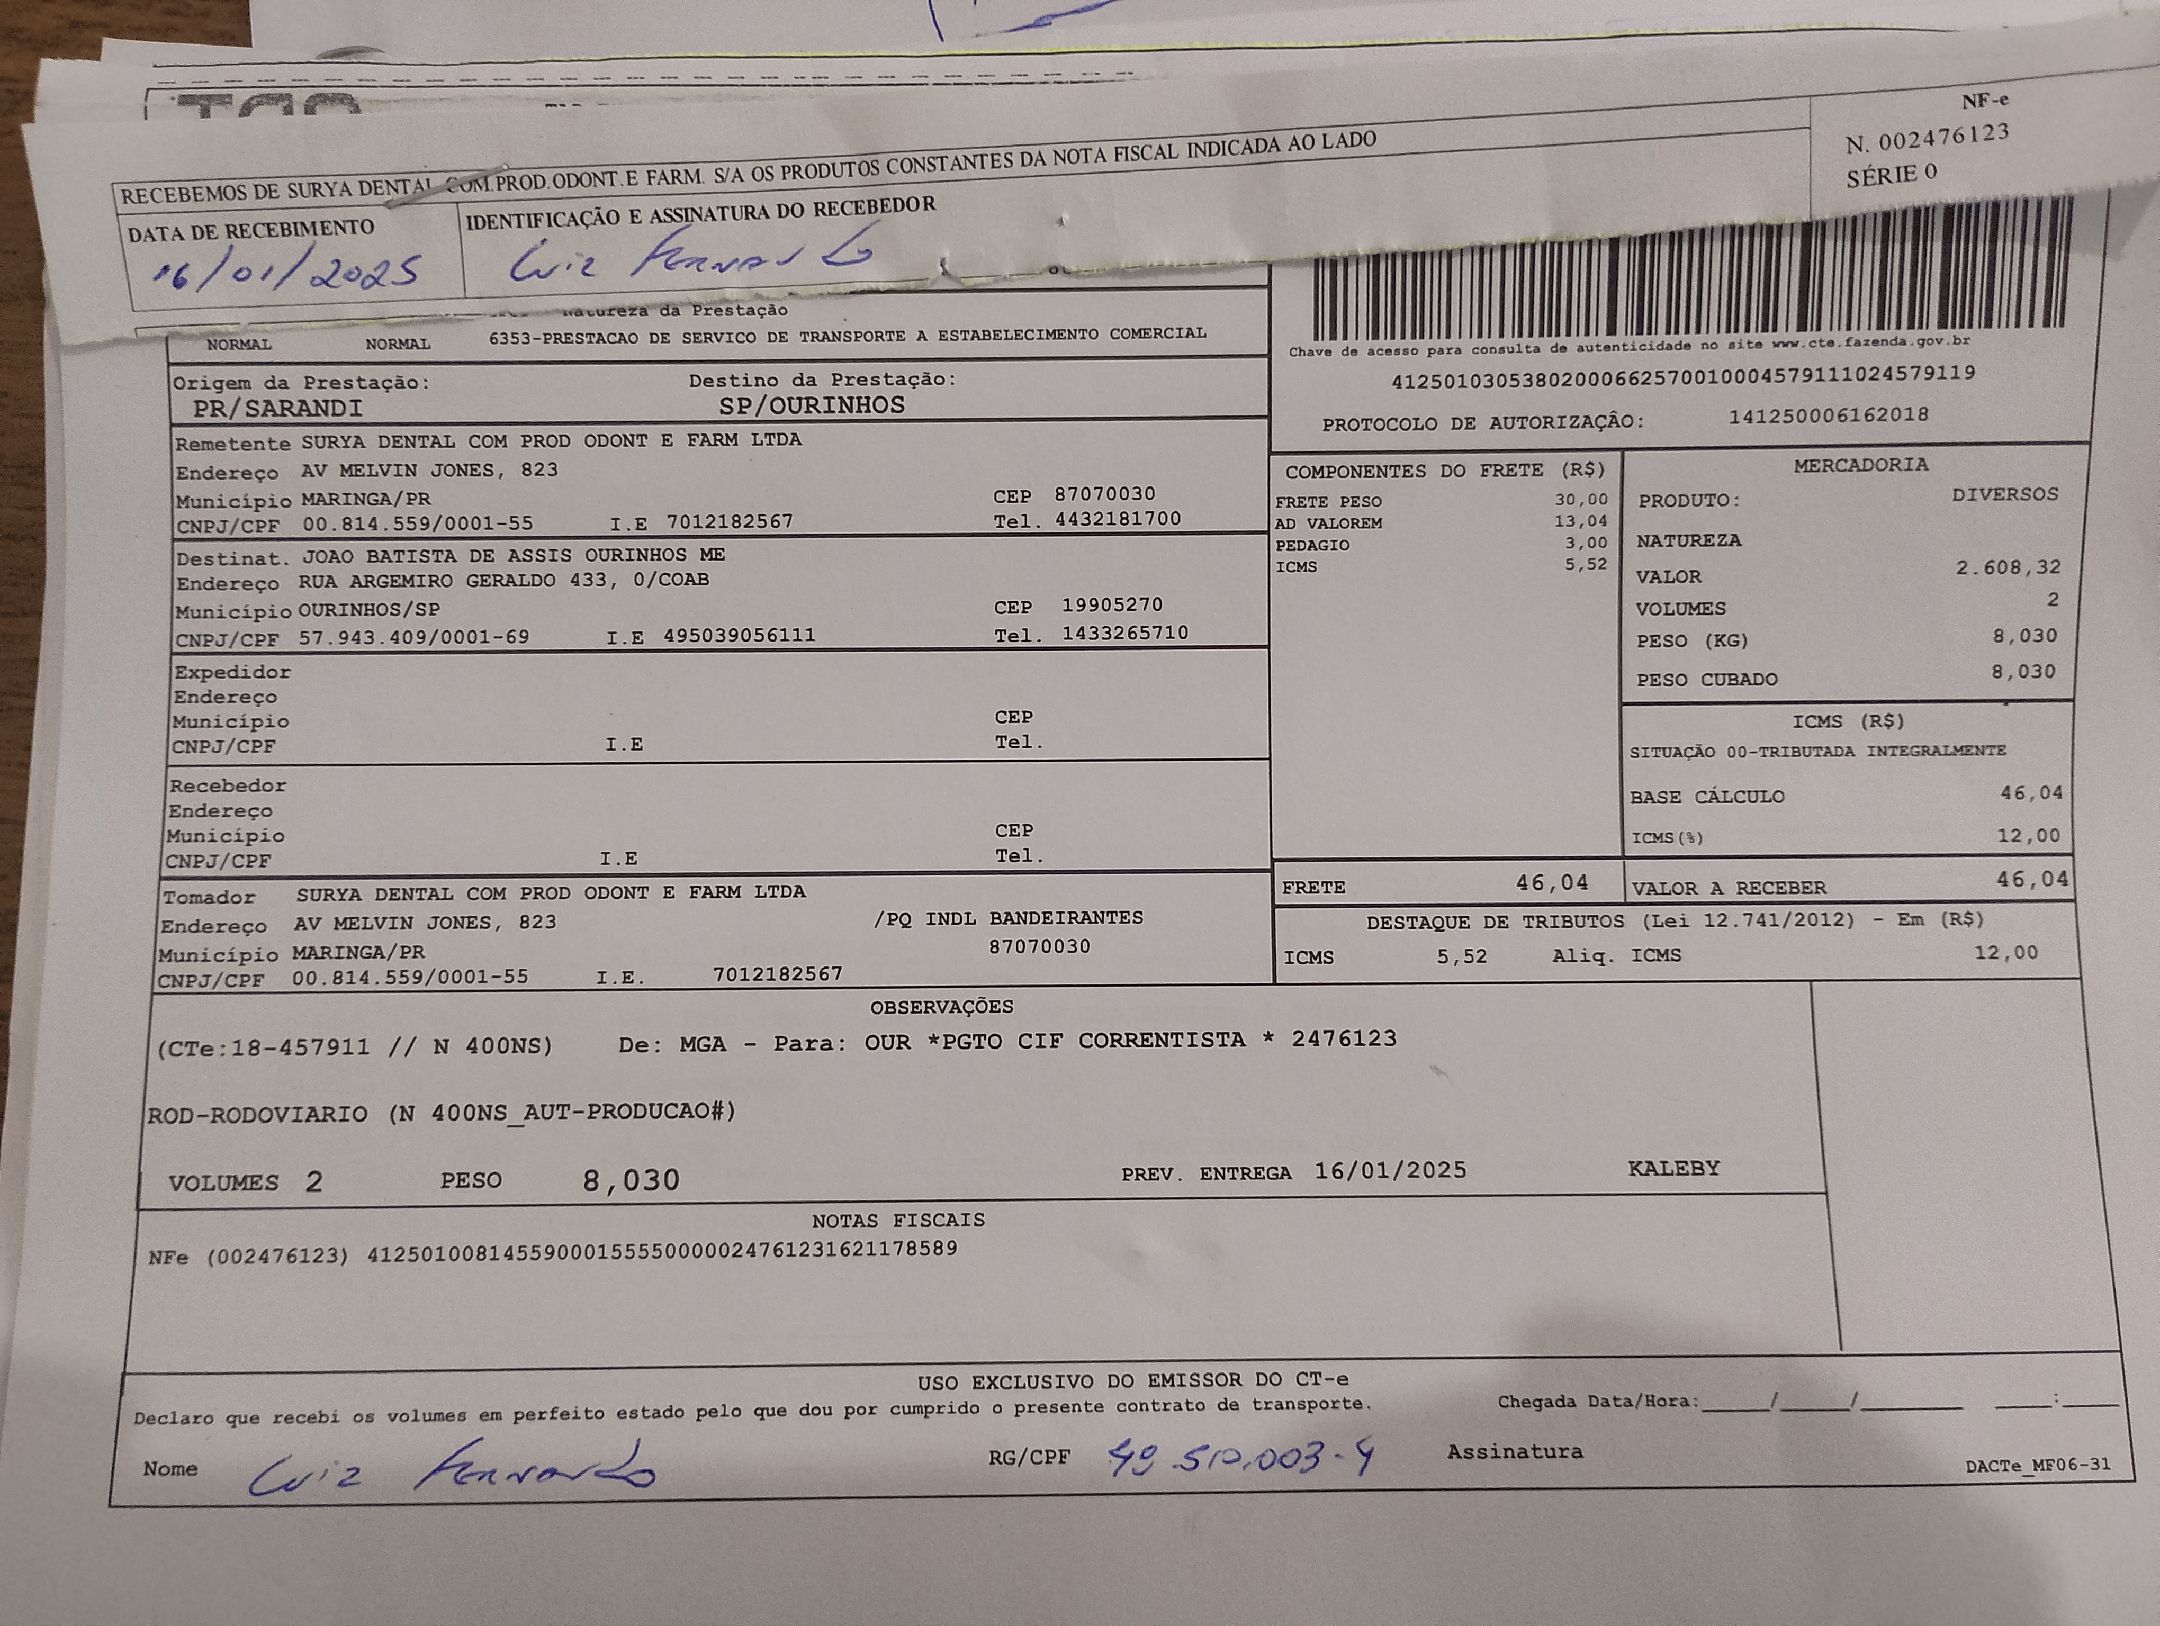 RECEBEMOS DE SURYA DENTAL COM.PROD.ODONT.E FARM. S/A OS PRODUTOS CONSTANTES DA NOTA FISCAL INDICADA AO LADO
NF-e
N. 002476123
SÉRIE 0
DATA DE RECEBIMENTO
16/01/2025
IDENTIFICAÇÃO E ASSINATURA DO RECEBEDOR
Luiz Fernando
Natureza da Prestação
NORMAL NORMAL 6353-PRESTACAO DE SERVICO DE TRANSPORTE A ESTABELECIMENTO COMERCIAL
Chave de acesso para consulta de autenticidade no site www.cte.fazenda.gov.br
41250103053802000662570010004579111024579119
PROTOCOLO DE AUTORIZAÇÂO: 141250006162018
Origem da Prestação: Destino da Prestação:
PR/SARANDI SP/OURINHOS
Remetente SURYA DENTAL COM PROD ODONT E FARM LTDA
Endereço AV MELVIN JONES, 823
Município MARINGA/PR CEP 87070030
CNPJ/CPF 00.814.559/0001-55 I.E 7012182567 Tel. 4432181700
Destinat. JOAO BATISTA DE ASSIS OURINHOS ME
Endereço RUA ARGEMIRO GERALDO 433, 0/COAB
Município OURINHOS/SP CEP 19905270
CNPJ/CPF 57.943.409/0001-69 I.E 495039056111 Tel. 1433265710
Expedidor
Endereço
Município CEP
CNPJ/CPF I.E Tel.
Recebedor
Endereço
Município CEP
CNPJ/CPF I.E Tel.
Tomador SURYA DENTAL COM PROD ODONT E FARM LTDA
Endereço AV MELVIN JONES, 823 /PQ INDL BANDEIRANTES
Município MARINGA/PR 87070030
CNPJ/CPF 00.814.559/0001-55 I.E. 7012182567
COMPONENTES DO FRETE (R$)
FRETE PESO 30,00
AD VALOREM 13,04
PEDAGIO 3,00
ICMS 5,52
MERCADORIA
PRODUTO: DIVERSOS
NATUREZA
VALOR 2.608,32
VOLUMES 2
PESO (KG) 8,030
PESO CUBADO 8,030
ICMS (R$)
SITUAÇÃO 00-TRIBUTADA INTEGRALMENTE
BASE CÁLCULO 46,04
ICMS(%) 12,00
FRETE 46,04 VALOR A RECEBER 46,04
DESTAQUE DE TRIBUTOS (Lei 12.741/2012) - Em (R$)
ICMS 5,52 Aliq. ICMS 12,00
OBSERVAÇÕES
(CTe:18-457911 // N 400NS) De: MGA - Para: OUR *PGTO CIF CORRENTISTA * 2476123
ROD-RODOVIARIO (N 400NS_AUT-PRODUCAO#)
VOLUMES 2 PESO 8,030 PREV. ENTREGA 16/01/2025 KALEBY
NOTAS FISCAIS
NFe (002476123) 41250100814559000155550000024761231621178589
USO EXCLUSIVO DO EMISSOR DO CT-e
Declaro que recebi os volumes em perfeito estado pelo que dou por cumprido o presente contrato de transporte. Chegada Data/Hora:_____/_____/________ ____:____
Nome Luiz Fernando RG/CPF 49.510.003-4 Assinatura
DACTe_MF06-31